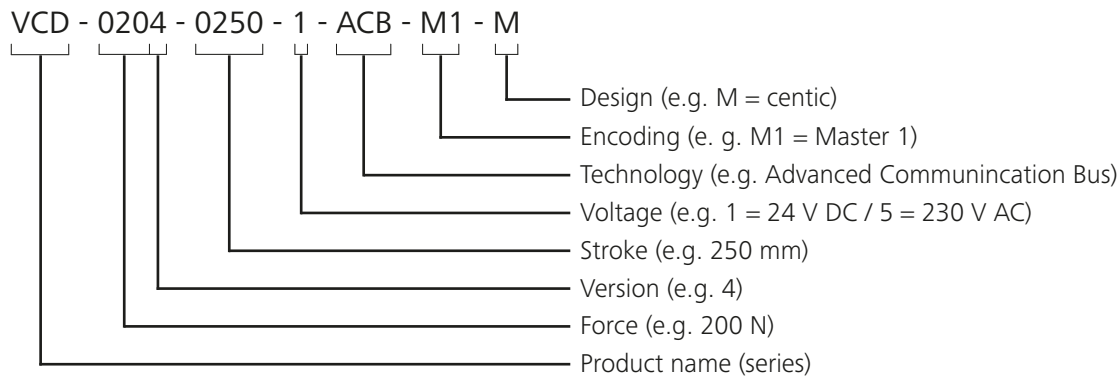 VCD - 0204 - 0250 - 1 - ACB - M1 - M
Design (e.g. M = centic)
Encoding (e. g. M1 = Master 1)
Technology (e.g. Advanced Communincation Bus)
Voltage (e.g. 1 = 24 V DC / 5 = 230 V AC)
Stroke (e.g. 250 mm)
Version (e.g. 4)
Force (e.g. 200 N)
Product name (series)